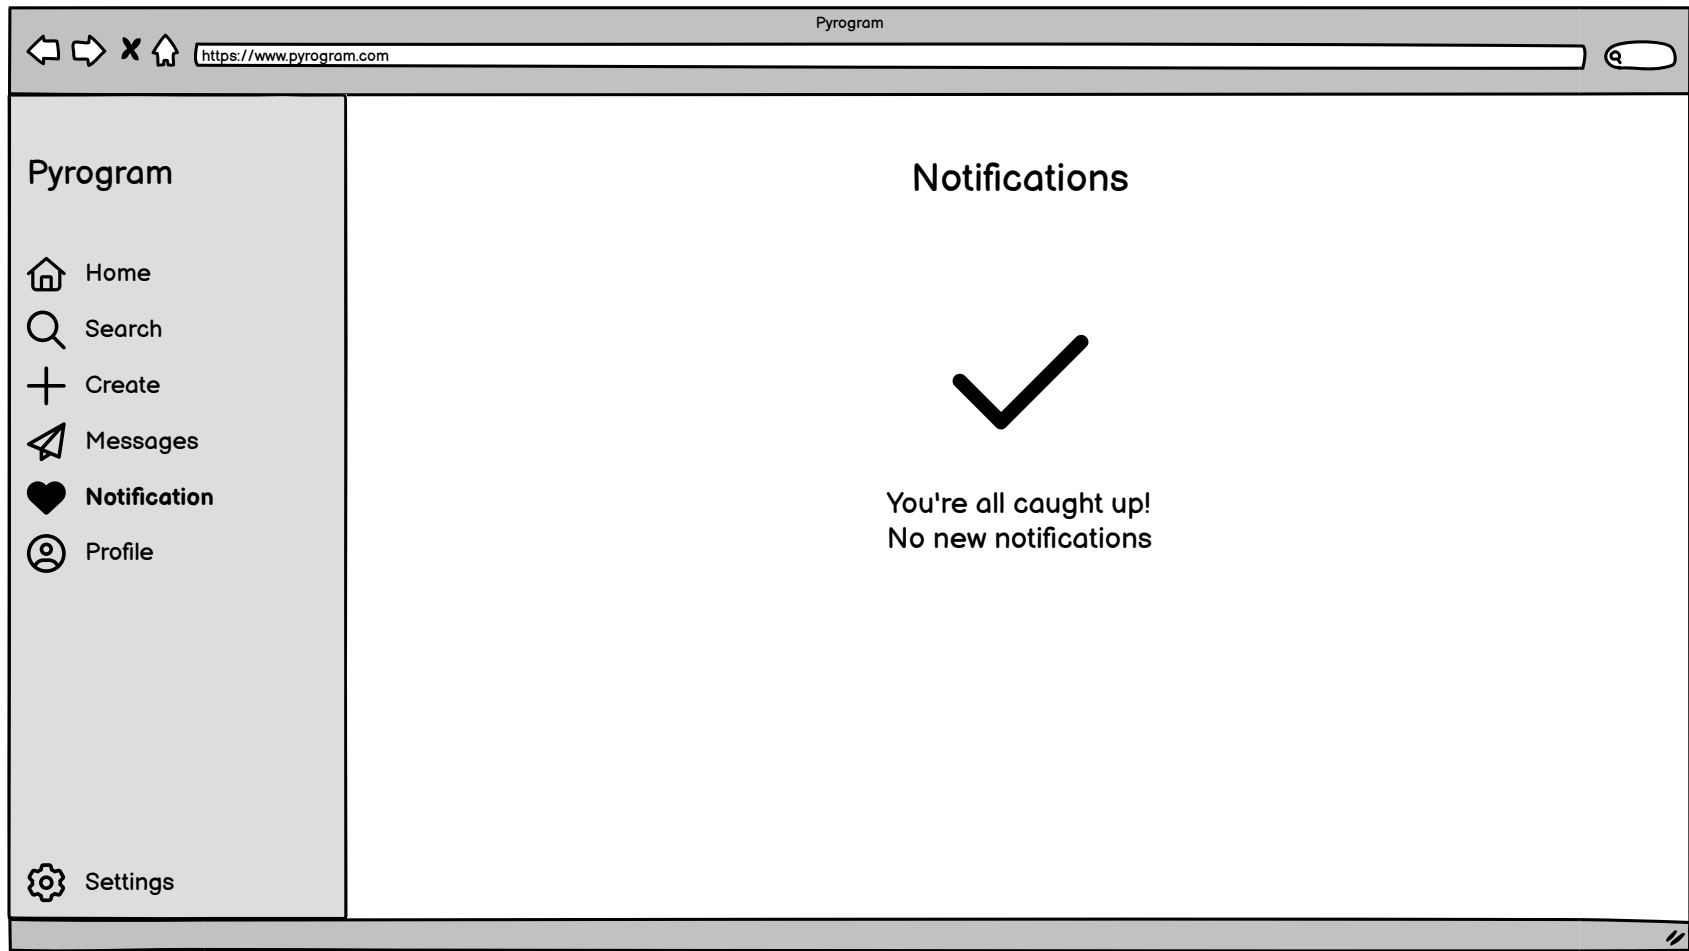 Pyrogram
https://www.pyrogram.com
Pyrogram
Home
Search
Create
Messages
Notification
Profile
Settings
Notifications
You're all caught up!
No new notifications